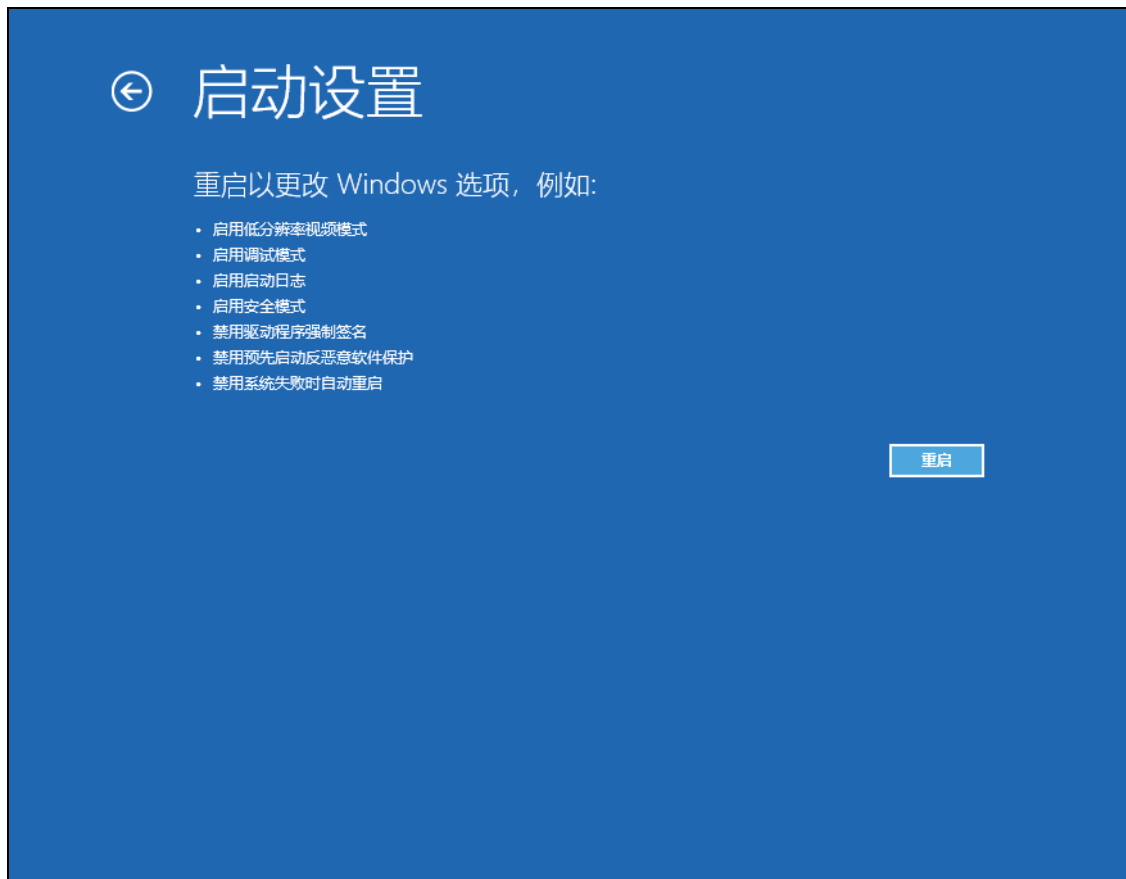 启动设置
重启以更改 Windows 选项，例如:
• 启用低分辨率视频模式
• 启用调试模式
• 启用启动日志
• 启用安全模式
• 禁用驱动程序强制签名
• 禁用预先启动反恶意软件保护
• 禁用系统失败时自动重启
重启